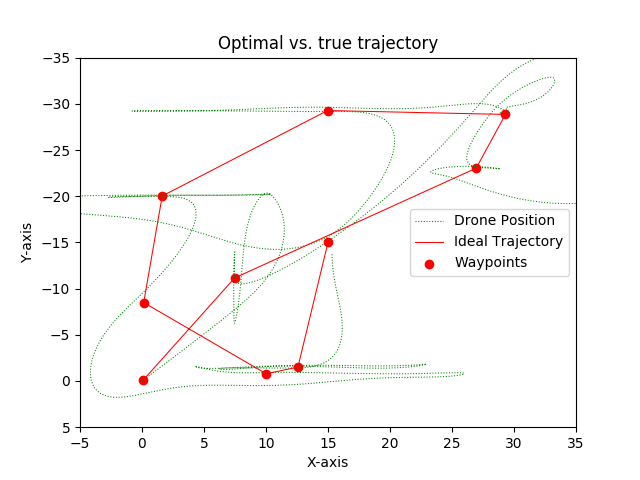 Optimal vs. true trajectory
−35
−30
−25
−20
−15
−10
−5
0
5
Y-axis
Drone Position
Ideal Trajectory
Waypoints
−5 0 5 10 15 20 25 30 35
X-axis